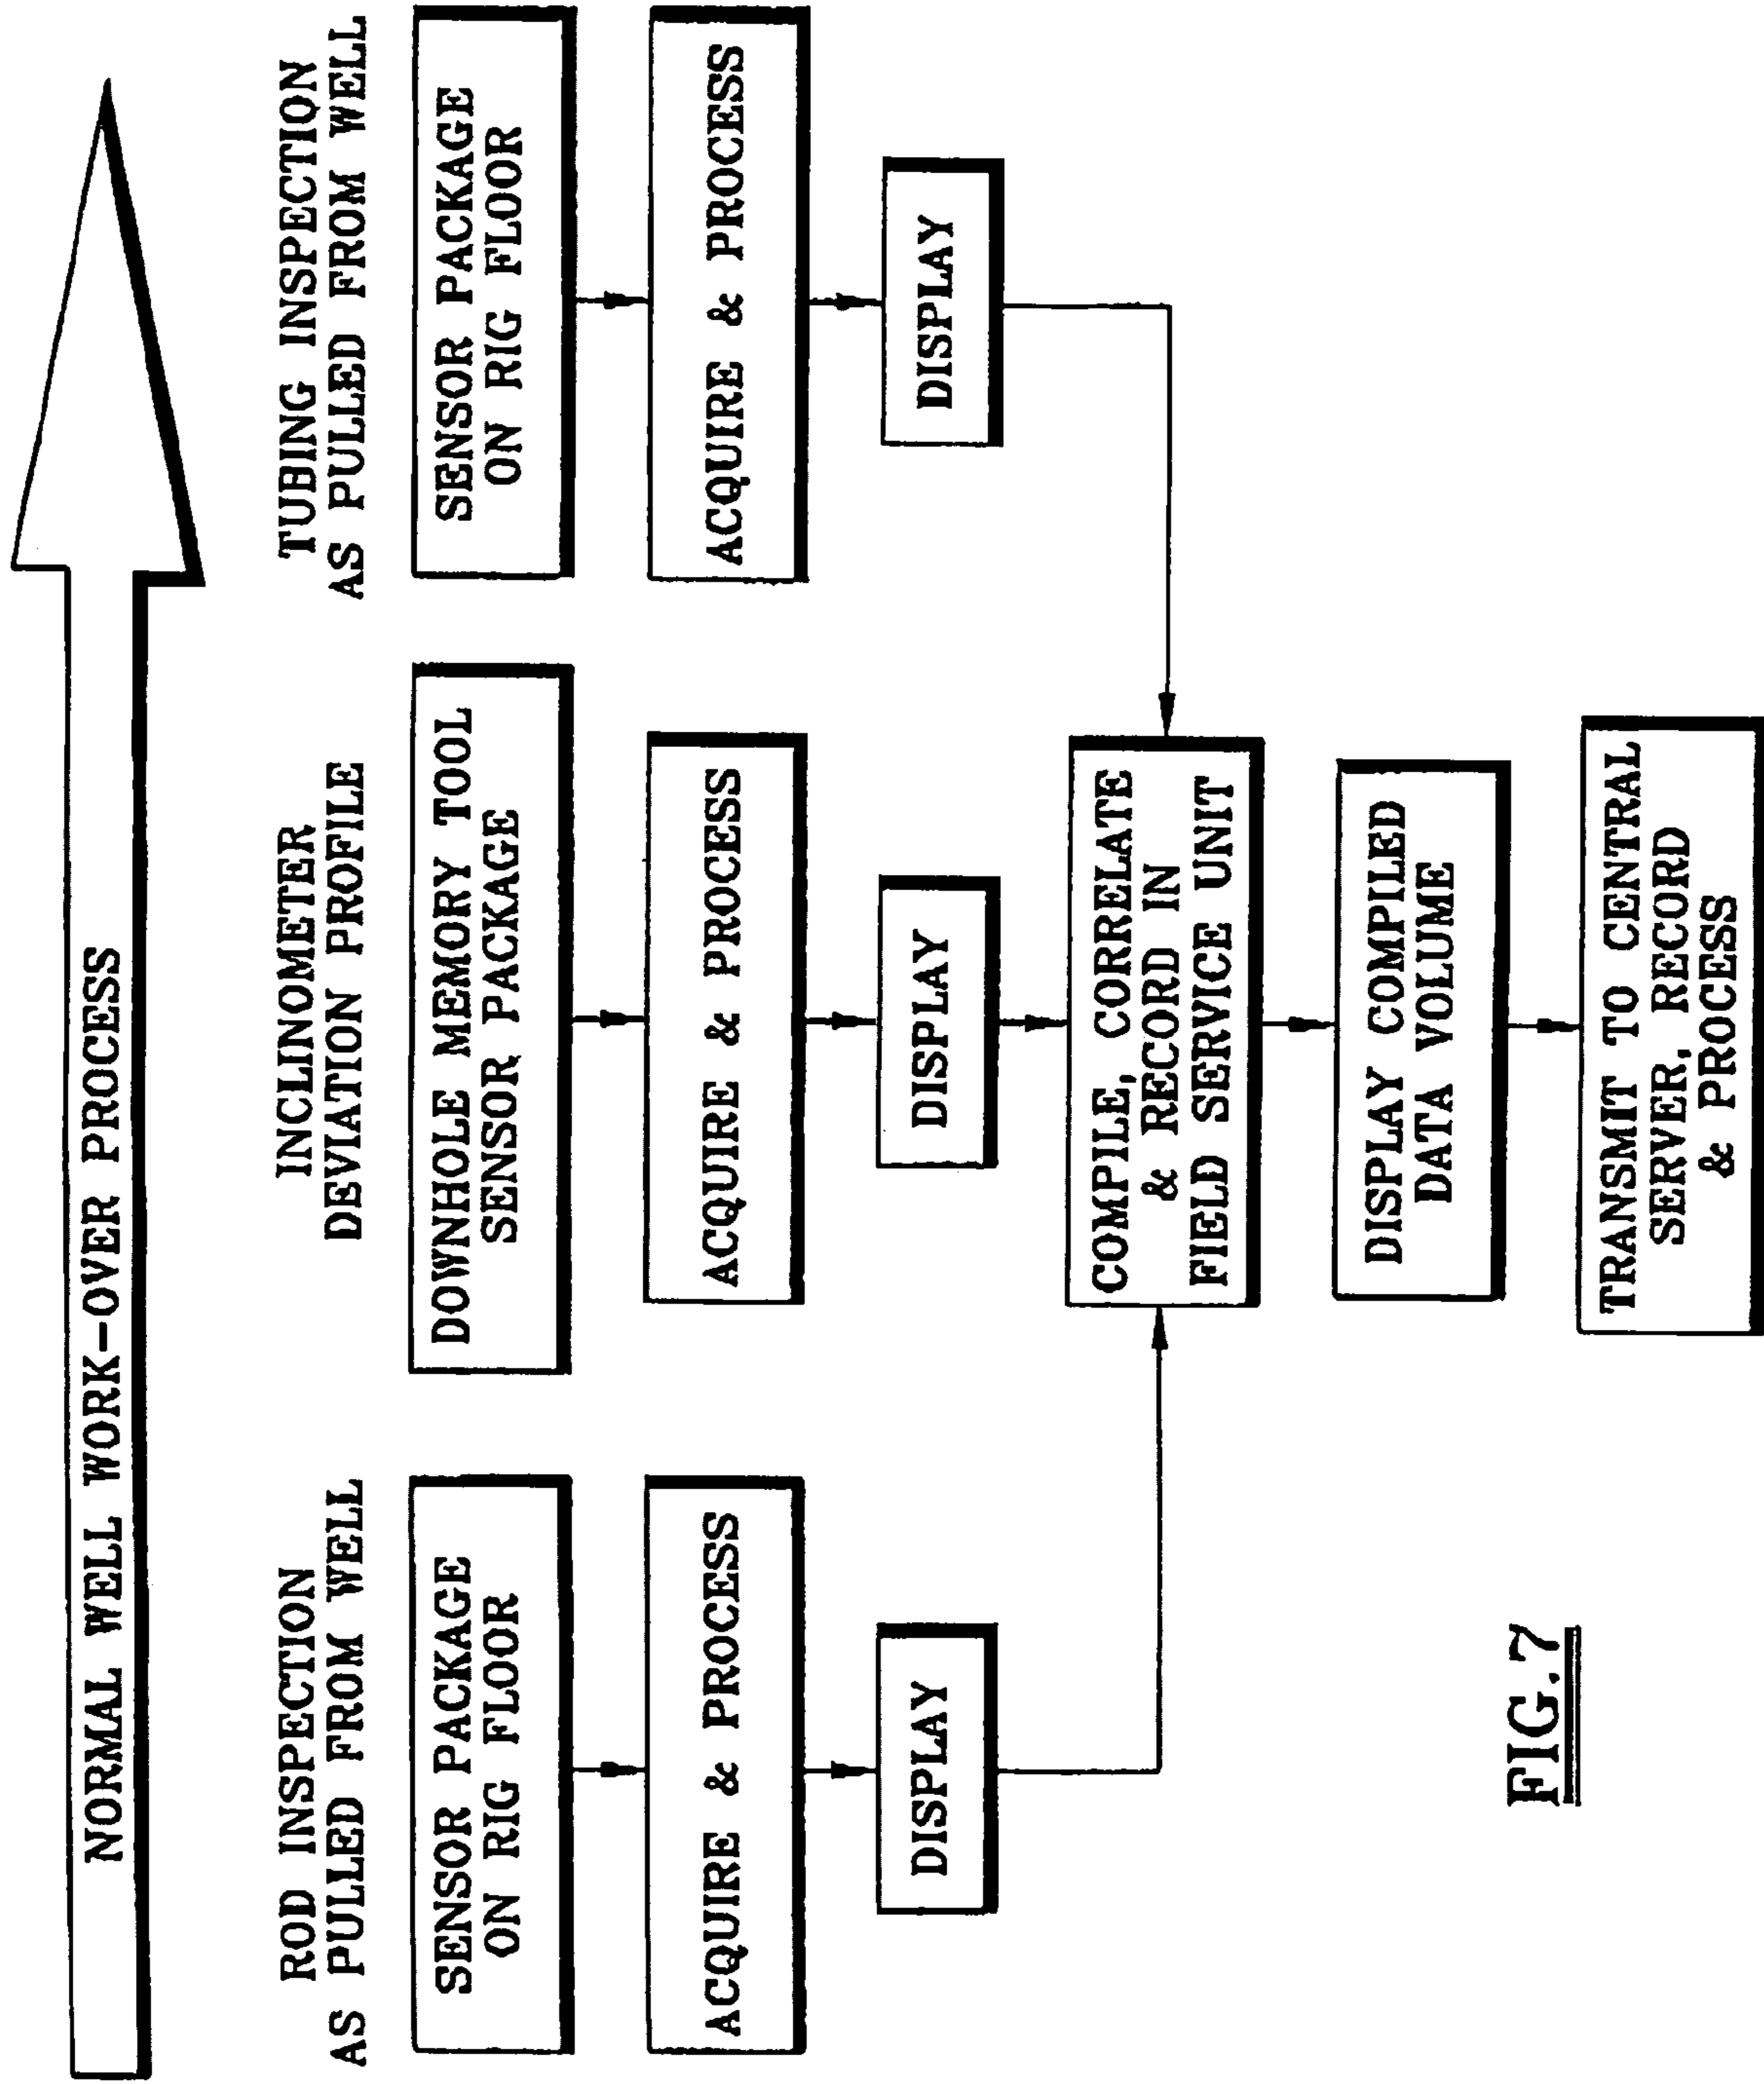 NORMAL WELL WORK-OVER PROCESS
ROD INSPECTION
AS PULLED FROM WELL
SENSOR PACKAGE
ON RIG FLOOR
ACQUIRE & PROCESS
DISPLAY
INCLINOMETER
DEVIATION PROFILE
DOWNHOLE MEMORY TOOL
SENSOR PACKAGE
ACQUIRE & PROCESS
DISPLAY
TUBING INSPECTION
AS PULLED FROM WELL
SENSOR PACKAGE
ON RIG FLOOR
ACQUIRE & PROCESS
DISPLAY
COMPILE, CORRELATE
& RECORD IN
FIELD SERVICE UNIT
DISPLAY COMPILED
DATA VOLUME
TRANSMIT TO CENTRAL
SERVER, RECORD
& PROCESS
FIG.7